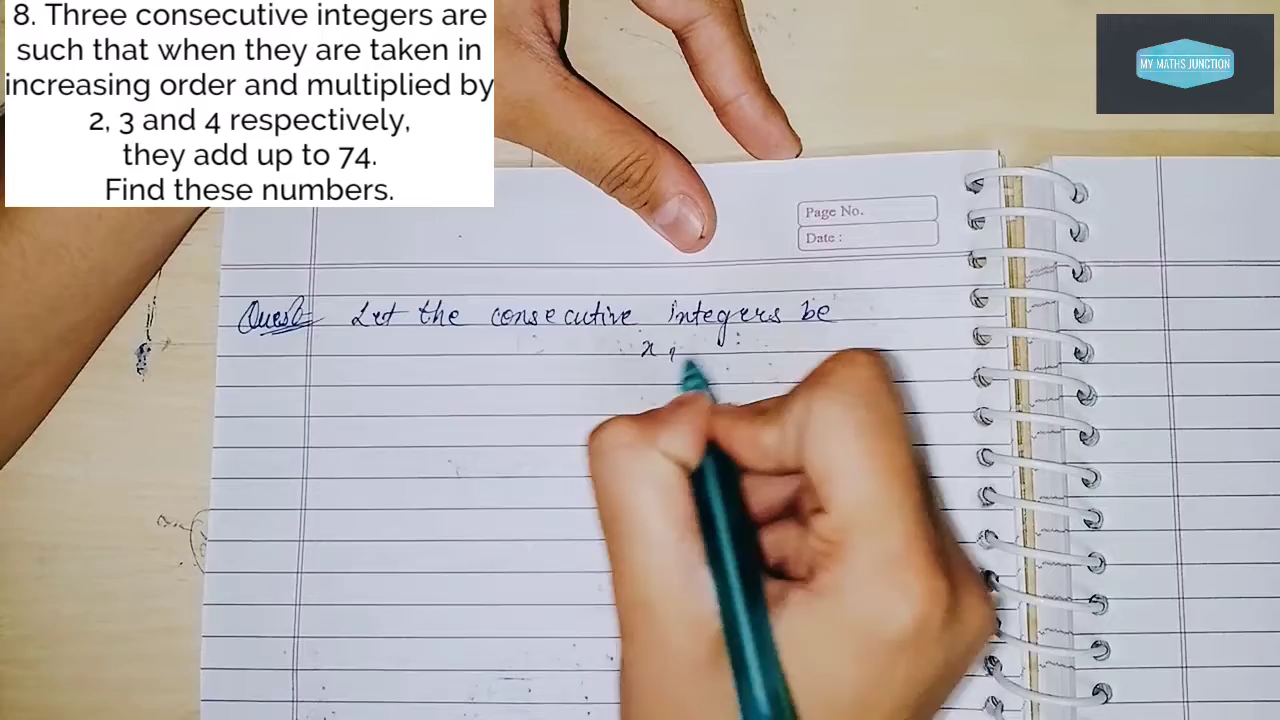 8. Three consecutive integers are
such that when they are taken in
increasing order and multiplied by
2, 3 and 4 respectively,
they add up to 74.
Find these numbers.
MY MATHS JUNCTION
Page No.
Date :
Let the consecutive integers be
x,